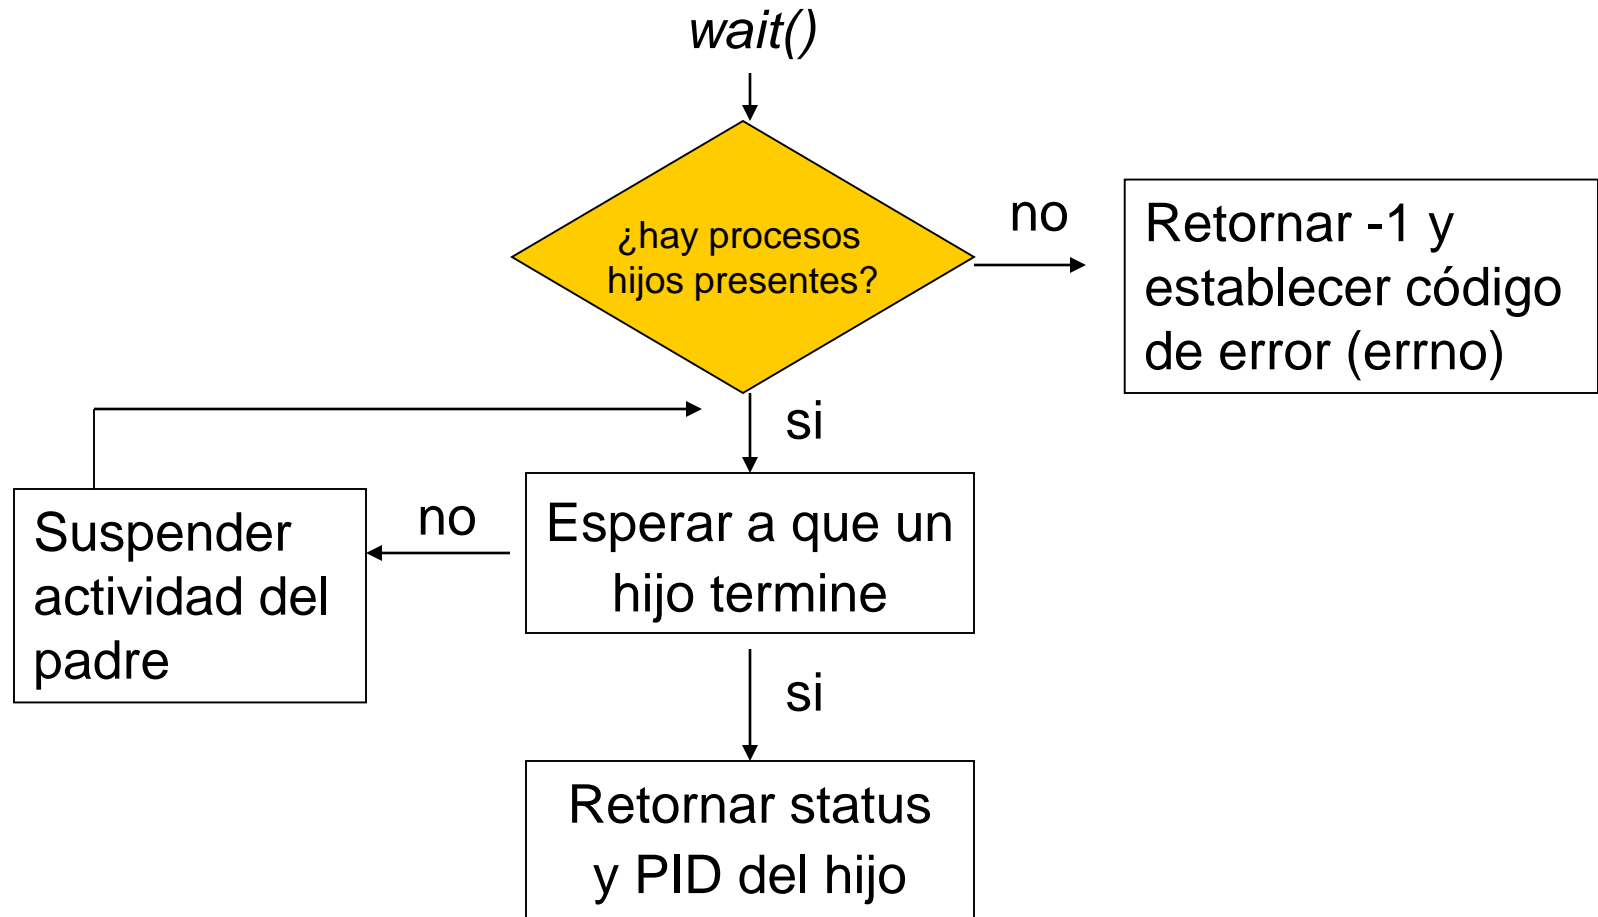 wait()
¿hay procesos
hijos presentes?
no
Retornar -1 y
establecer código
de error (errno)
si
Esperar a que un
hijo termine
no
Suspender
actividad del
padre
si
Retornar status
y PID del hijo